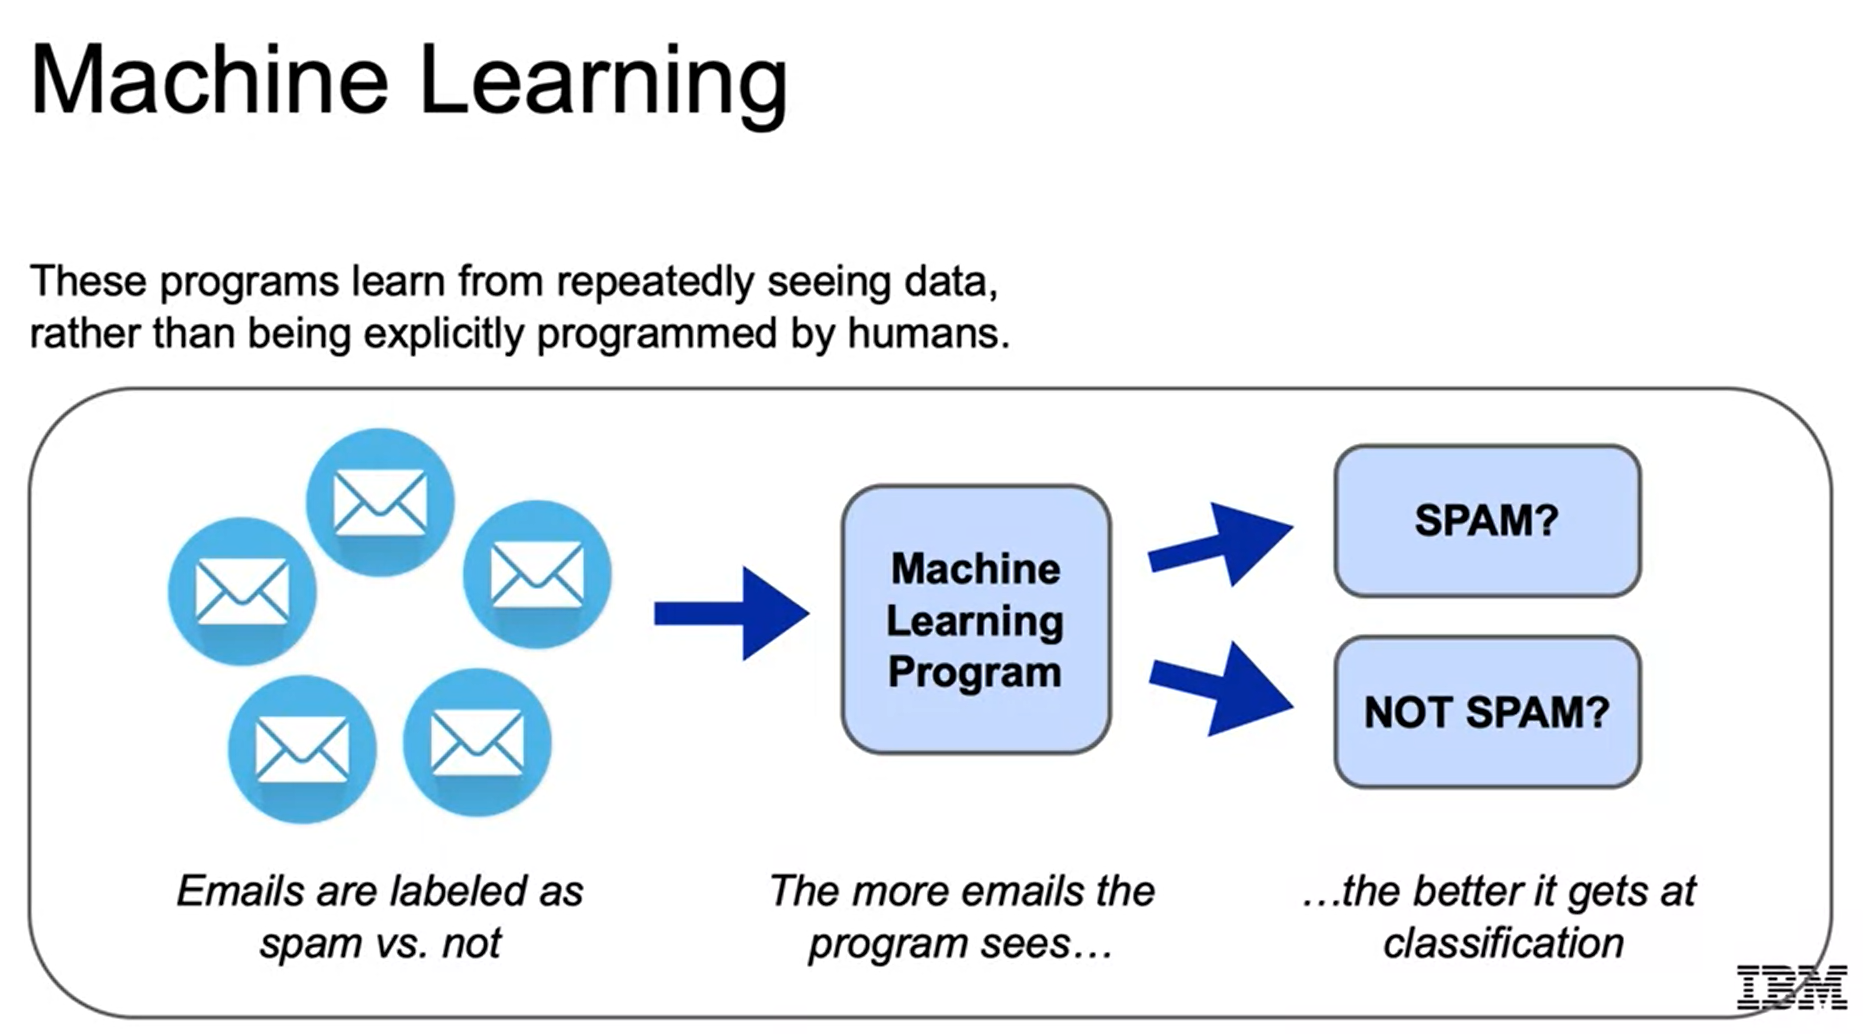 Machine Learning
These programs learn from repeatedly seeing data,
rather than being explicitly programmed by humans.
Machine
Learning
Program
SPAM?
NOT SPAM?
Emails are labeled as
spam vs. not
The more emails the
program sees…
…the better it gets at
classification
IBM